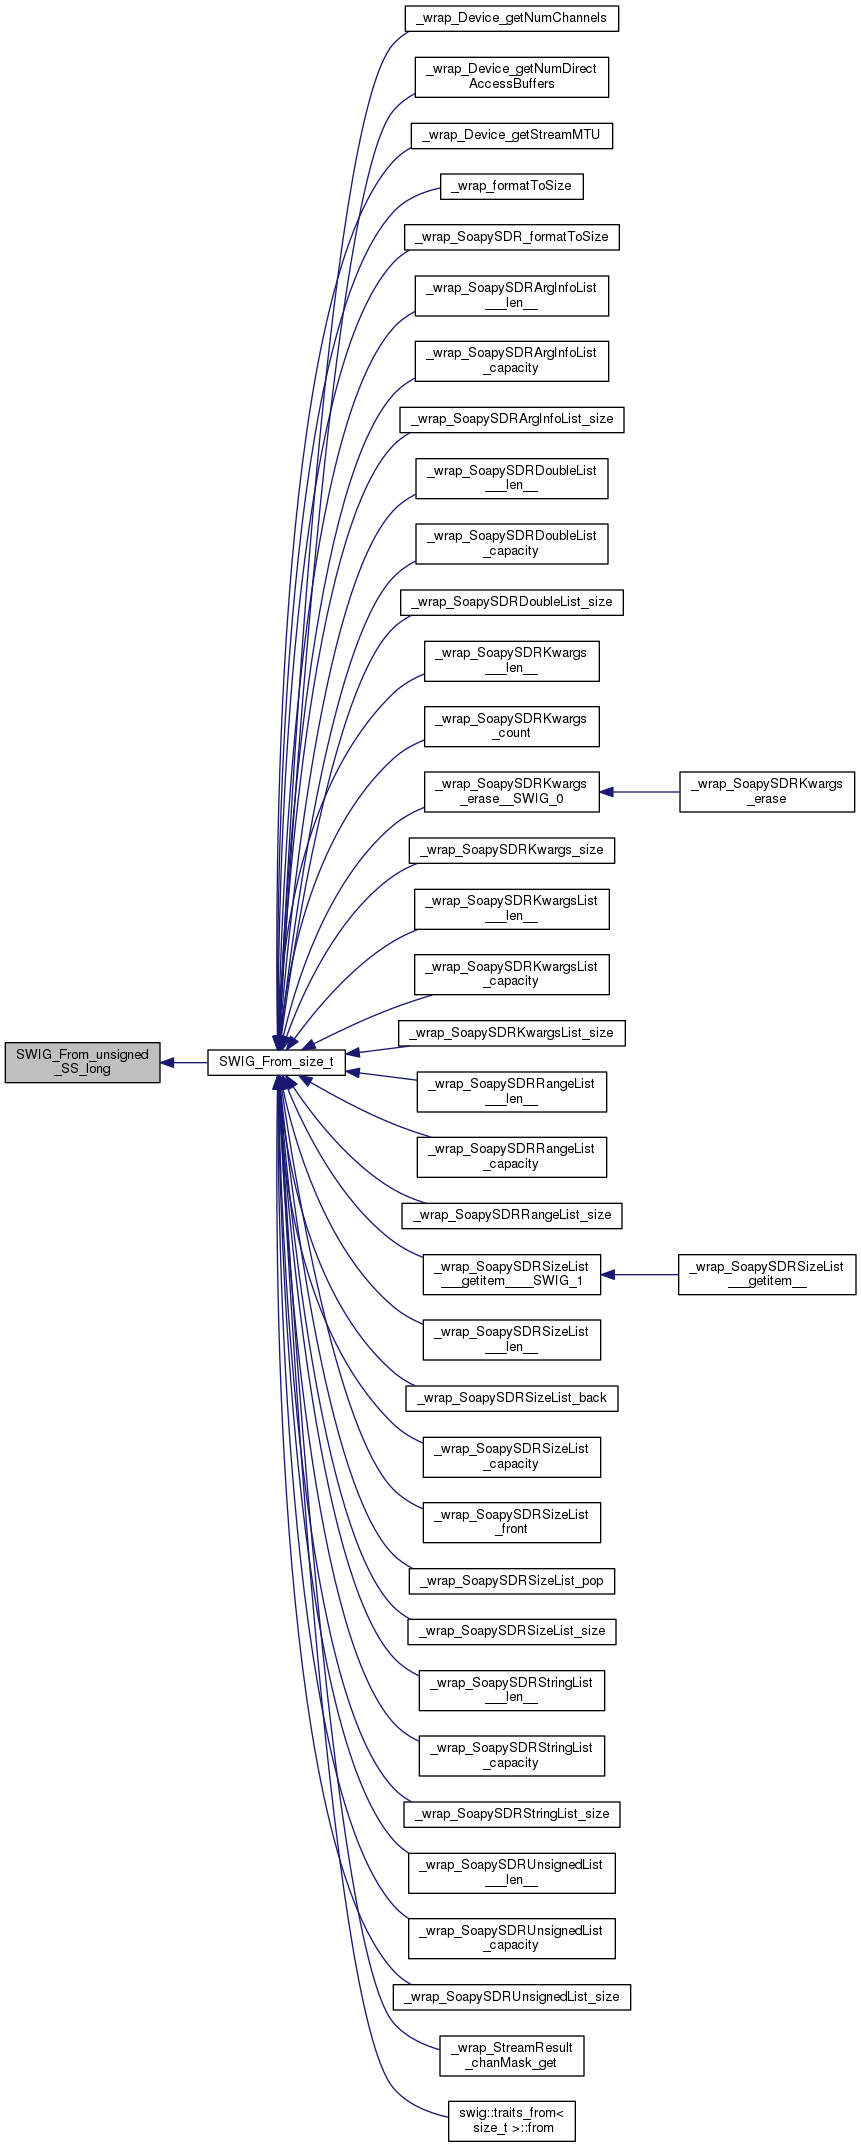 _wrap_Device_getNumChannels
_wrap_Device_getNumDirect
AccessBuffers
_wrap_Device_getStreamMTU
_wrap_formatToSize
_wrap_SoapySDR_formatToSize
_wrap_SoapySDRArgInfoList
___len__
_wrap_SoapySDRArgInfoList
_capacity
_wrap_SoapySDRArgInfoList_size
_wrap_SoapySDRDoubleList
___len__
_wrap_SoapySDRDoubleList
_capacity
_wrap_SoapySDRDoubleList_size
_wrap_SoapySDRKwargs
___len__
_wrap_SoapySDRKwargs
_count
_wrap_SoapySDRKwargs
_erase__SWIG_0
_wrap_SoapySDRKwargs
_erase
_wrap_SoapySDRKwargs_size
_wrap_SoapySDRKwargsList
___len__
_wrap_SoapySDRKwargsList
_capacity
_wrap_SoapySDRKwargsList_size
SWIG_From_unsigned
_SS_long
SWIG_From_size_t
_wrap_SoapySDRRangeList
___len__
_wrap_SoapySDRRangeList
_capacity
_wrap_SoapySDRRangeList_size
_wrap_SoapySDRSizeList
___getitem____SWIG_1
_wrap_SoapySDRSizeList
___getitem__
_wrap_SoapySDRSizeList
___len__
_wrap_SoapySDRSizeList_back
_wrap_SoapySDRSizeList
_capacity
_wrap_SoapySDRSizeList
_front
_wrap_SoapySDRSizeList_pop
_wrap_SoapySDRSizeList_size
_wrap_SoapySDRStringList
___len__
_wrap_SoapySDRStringList
_capacity
_wrap_SoapySDRStringList_size
_wrap_SoapySDRUnsignedList
___len__
_wrap_SoapySDRUnsignedList
_capacity
_wrap_SoapySDRUnsignedList_size
_wrap_StreamResult
_chanMask_get
swig::traits_from<
size_t >::from